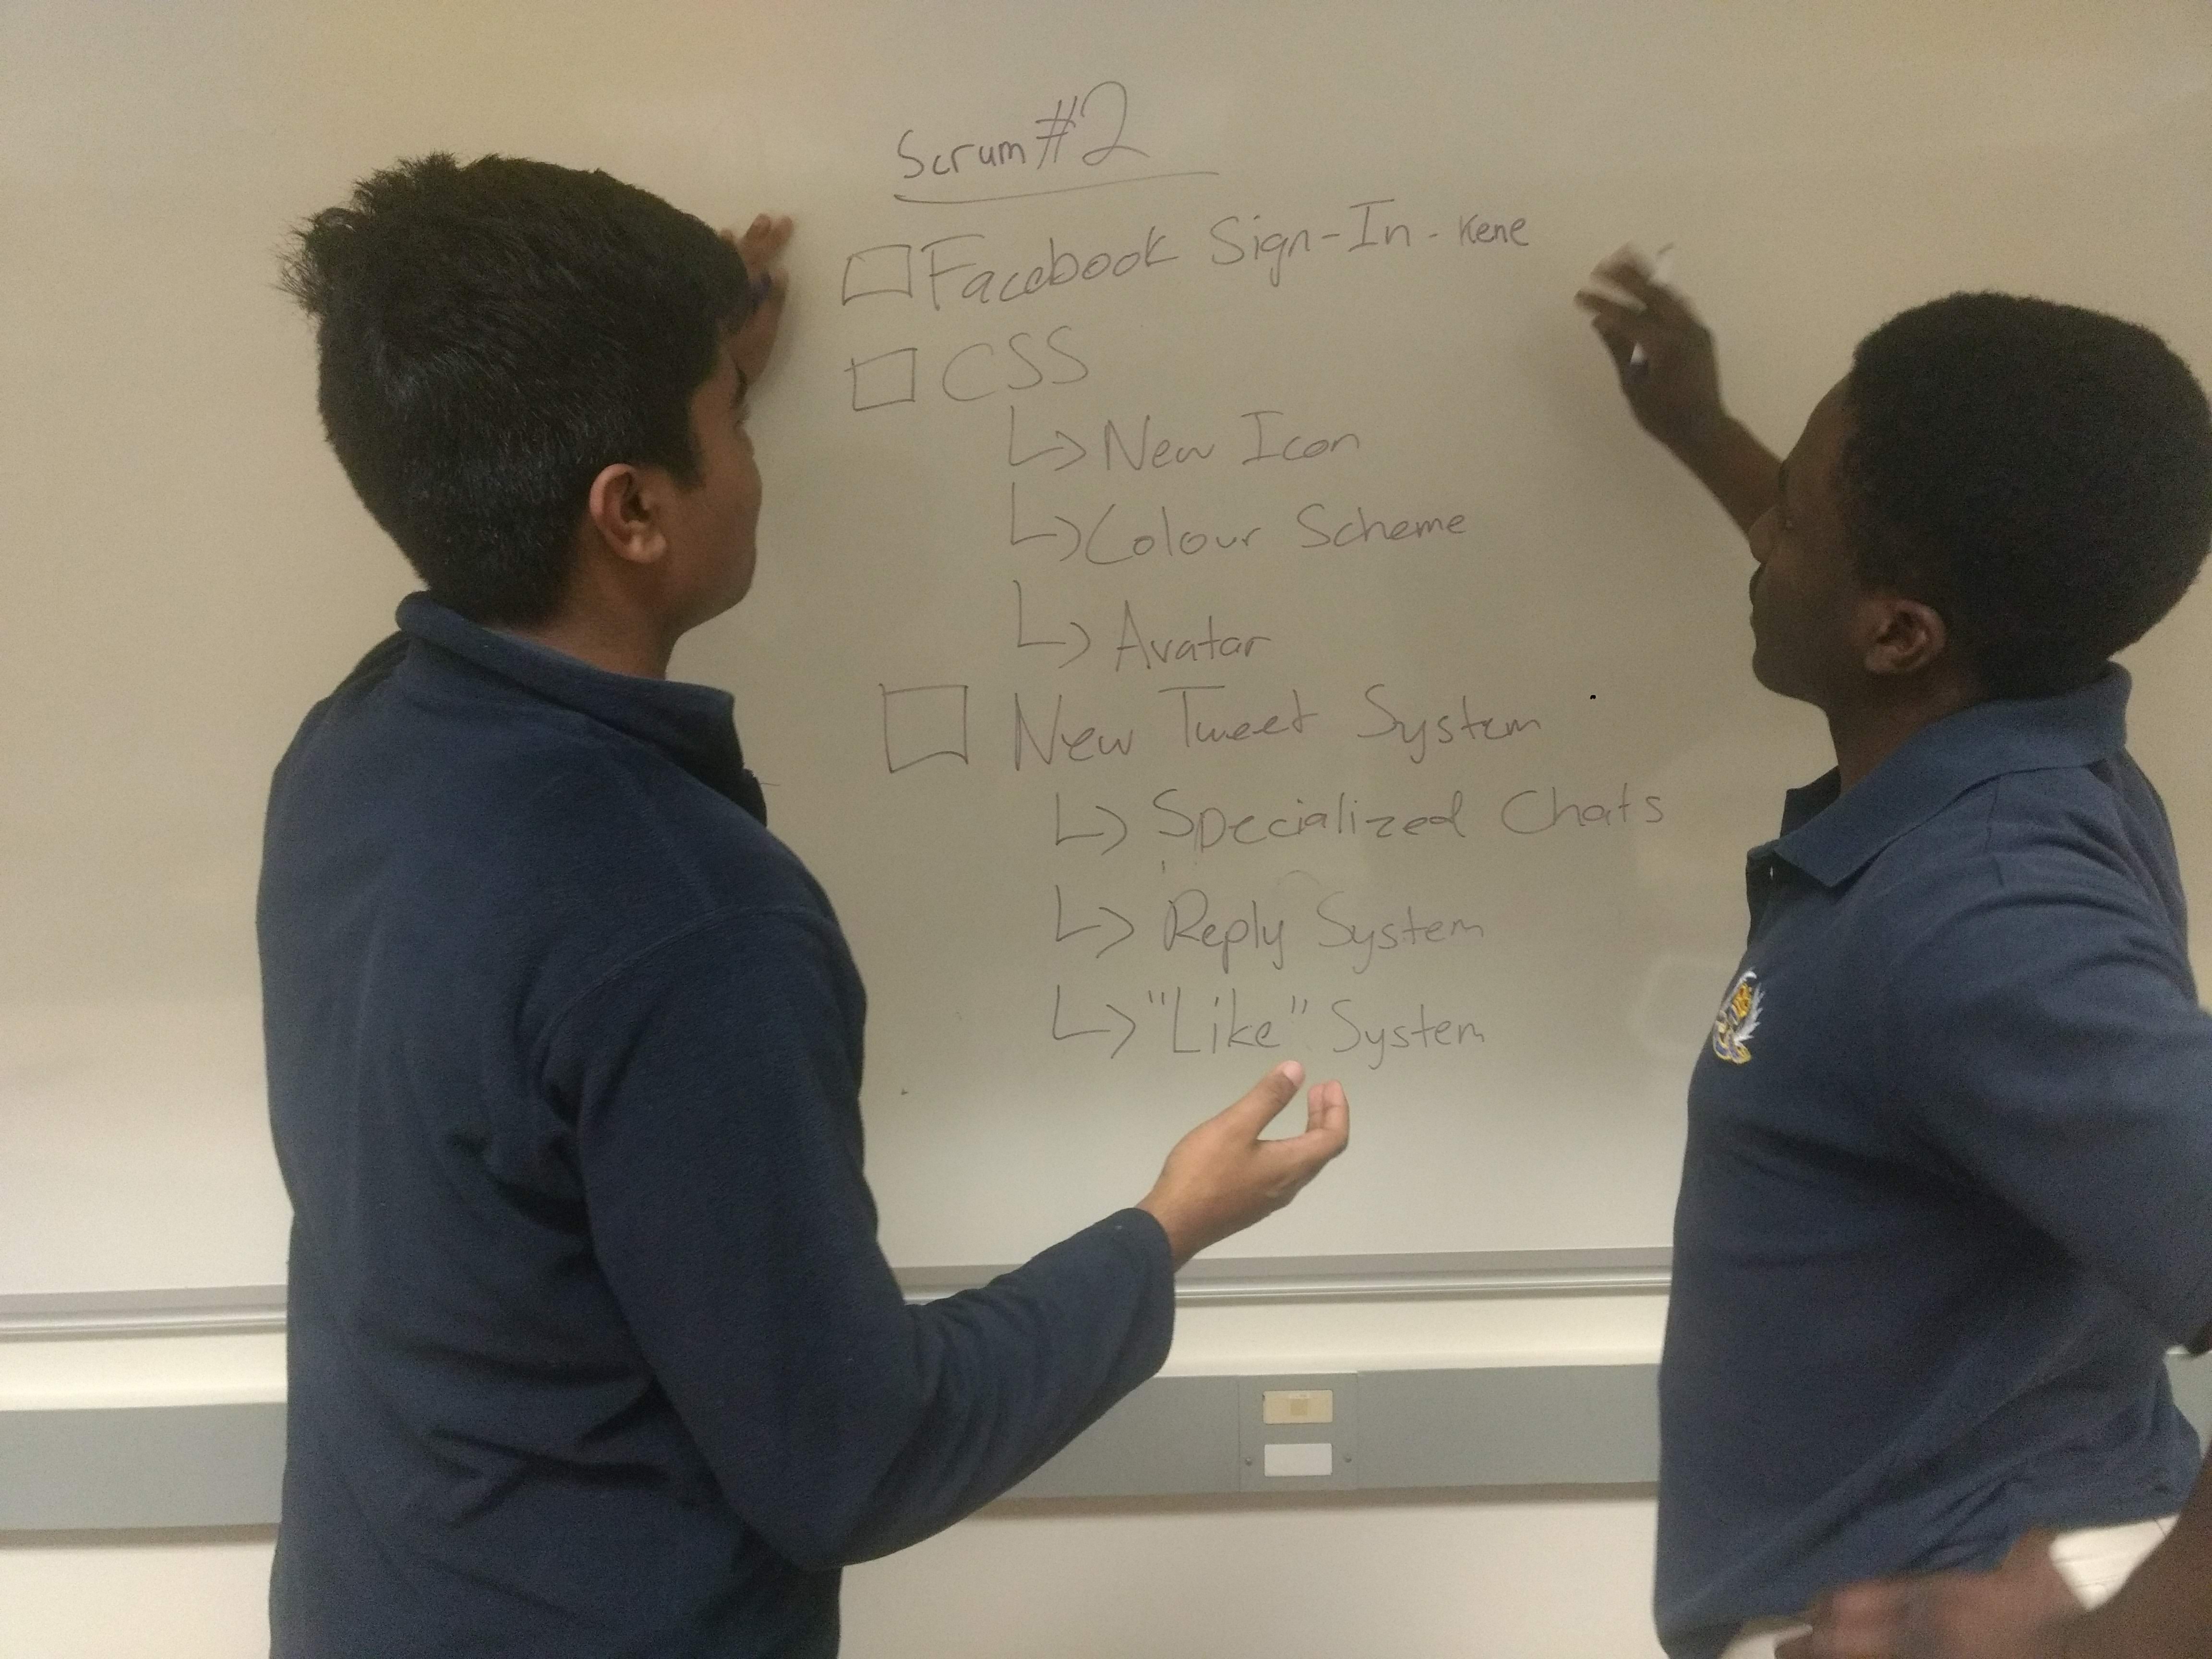 Scrum #2
Facebook Sign-In - Kene
CSS
New Icon
Colour Scheme
Avatar
New Tweet System
Specialized Chats
Reply System
"Like" System